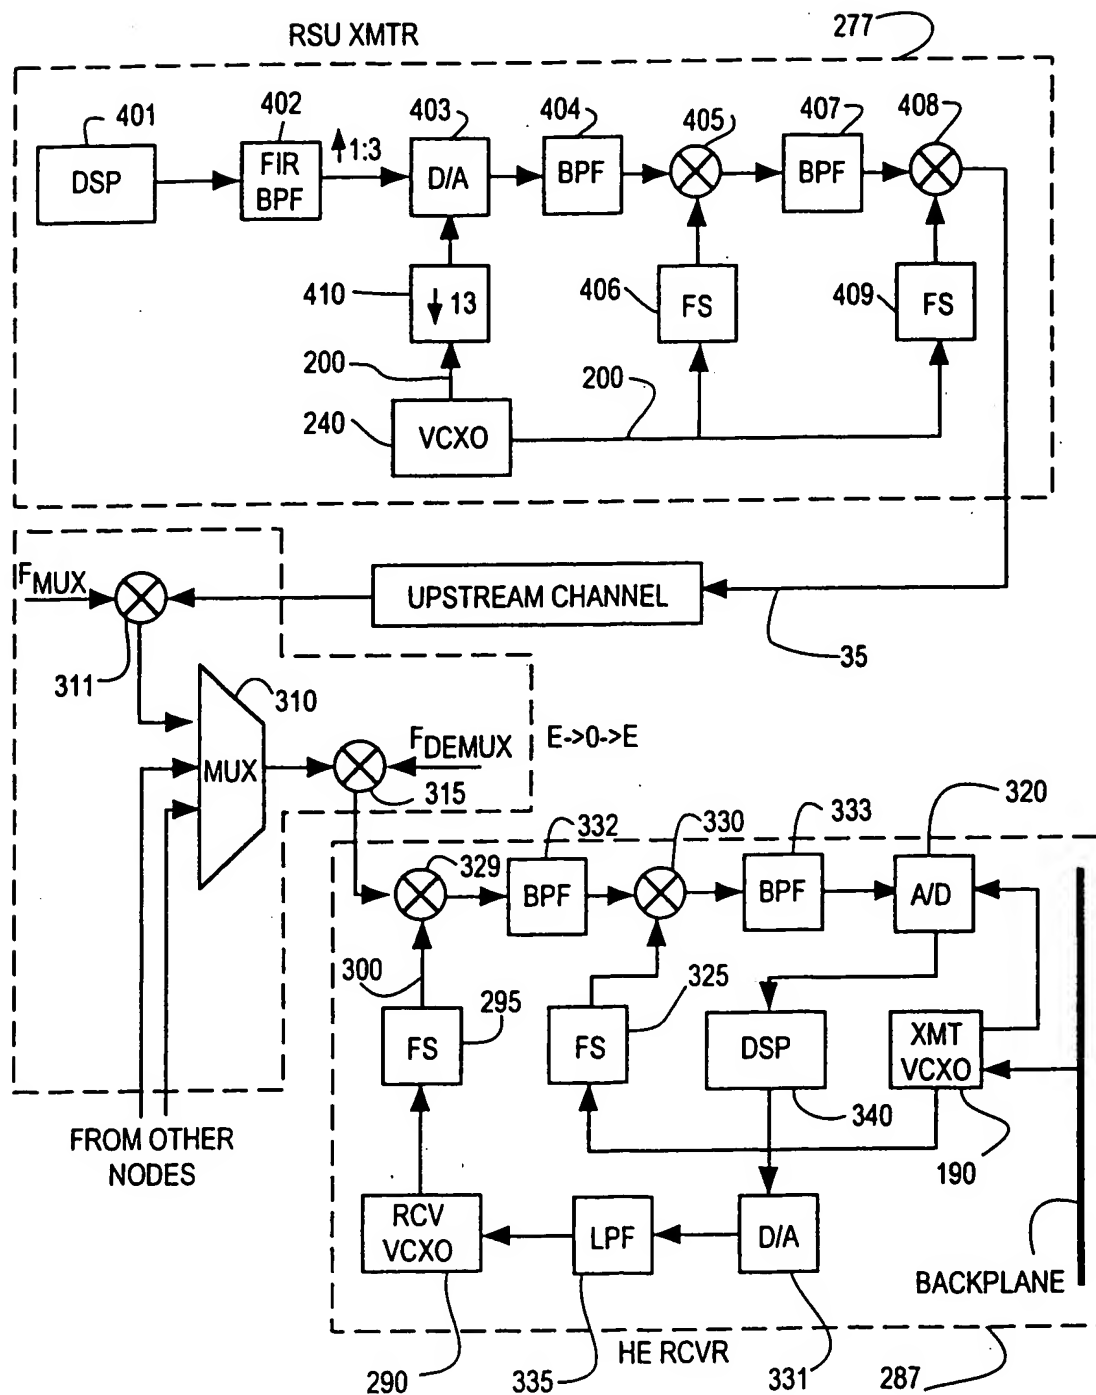 RSU XMTR
277
401
402
403
404
405
407
408
DSP
FIR
BPF
↑1:3
D/A
BPF
BPF
410
↓ 13
406
FS
409
FS
200
200
240
VCXO
FMUX
UPSTREAM CHANNEL
35
311
310
MUX
FDEMUX
E->0->E
315
320
332
330
333
329
BPF
BPF
A/D
300
295
325
FS
FS
DSP
XMT
VCXO
340
190
FROM OTHER
NODES
RCV
VCXO
LPF
D/A
BACKPLANE
HE RCVR
290
335
331
287